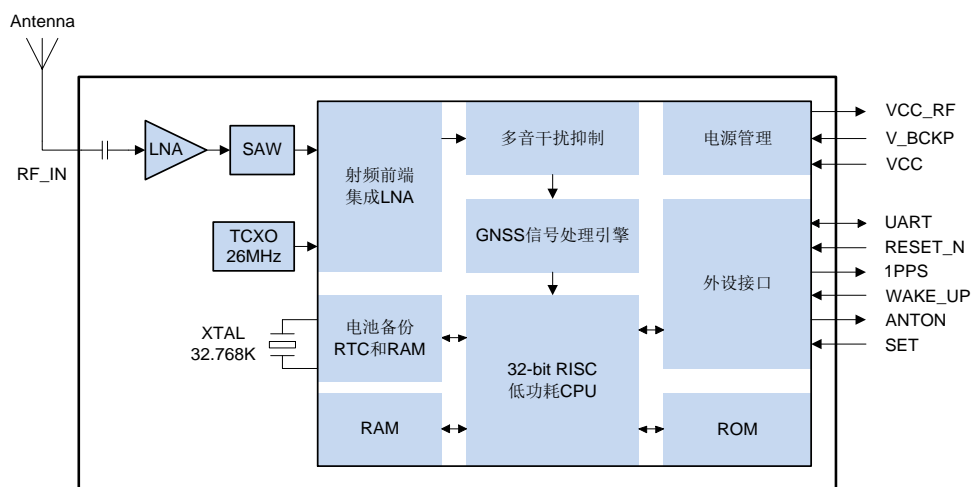 Antenna
RF_IN
LNA
SAW
TCXO
26MHz
XTAL
32.768K
射频前端
集成LNA
多音干扰抑制
电源管理
GNSS信号处理引擎
外设接口
电池备份
RTC和RAM
32-bit RISC
低功耗CPU
RAM
ROM
VCC_RF
V_BCKP
VCC
UART
RESET_N
1PPS
WAKE_UP
ANTON
SET